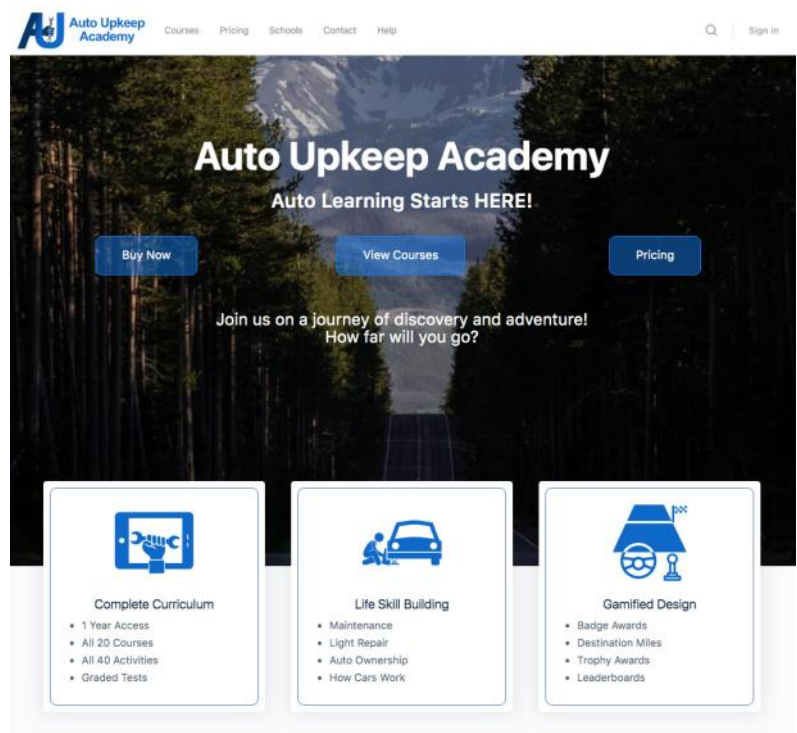 Auto Upkeep
Academy
Courses Pricing Schools Contact Help
Sign in
Auto Upkeep Academy
Auto Learning Starts HERE!
Buy Now
View Courses
Pricing
Join us on a journey of discovery and adventure!
How far will you go?
Complete Curriculum
• 1 Year Access
• All 20 Courses
• All 40 Activities
• Graded Tests
Life Skill Building
• Maintenance
• Light Repair
• Auto Ownership
• How Cars Work
Gamified Design
• Badge Awards
• Destination Miles
• Trophy Awards
• Leaderboards